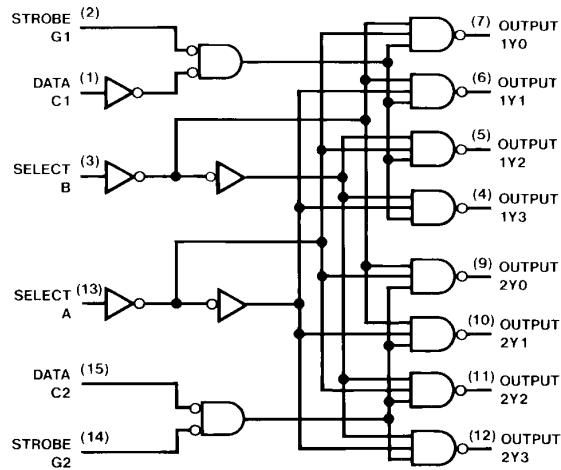 STROBE (2)
G1
DATA (1)
C1
SELECT (3)
B
SELECT (13)
A
DATA (15)
C2
STROBE (14)
G2
(7) OUTPUT
1Y0
(6) OUTPUT
1Y1
(5) OUTPUT
1Y2
(4) OUTPUT
1Y3
(9) OUTPUT
2Y0
(10) OUTPUT
2Y1
(11) OUTPUT
2Y2
(12) OUTPUT
2Y3